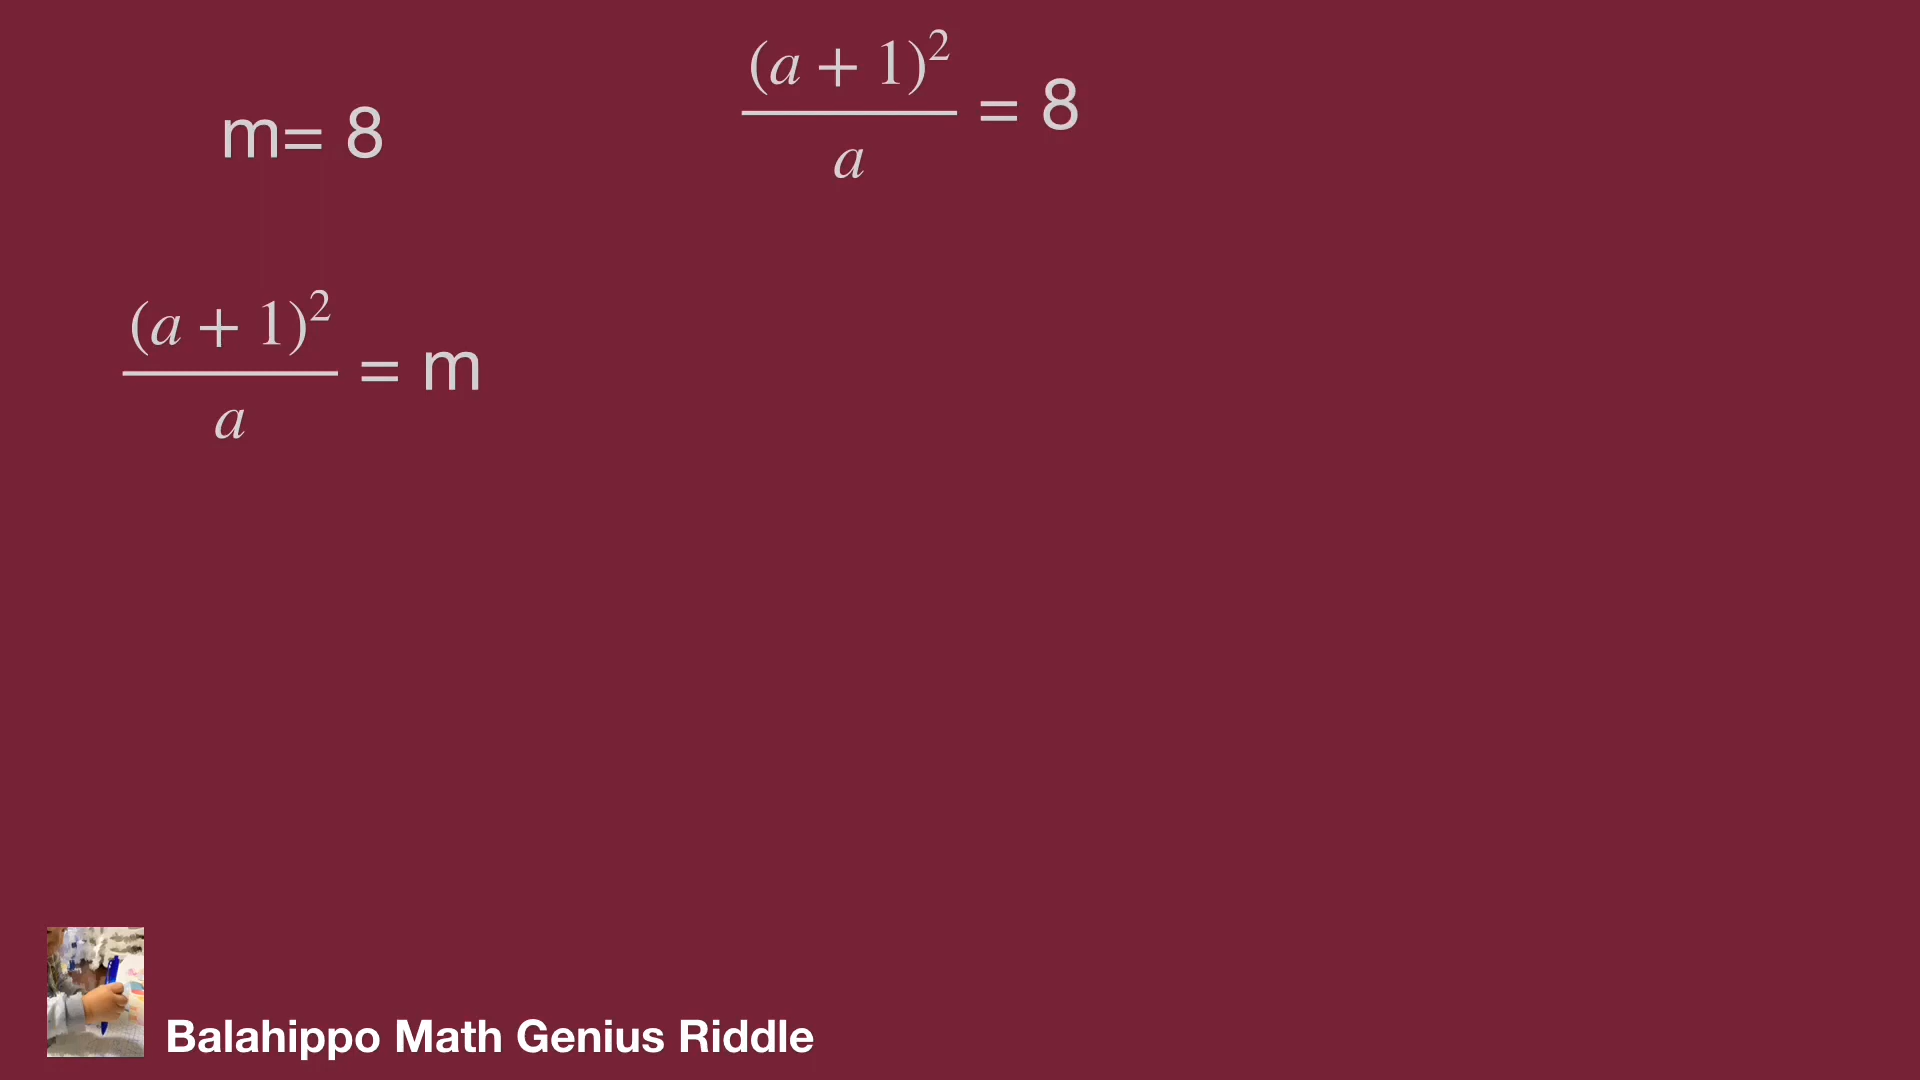 m= 8
(a + 1)² / a = m
(a + 1)² / a = 8
Balahippo Math Genius Riddle